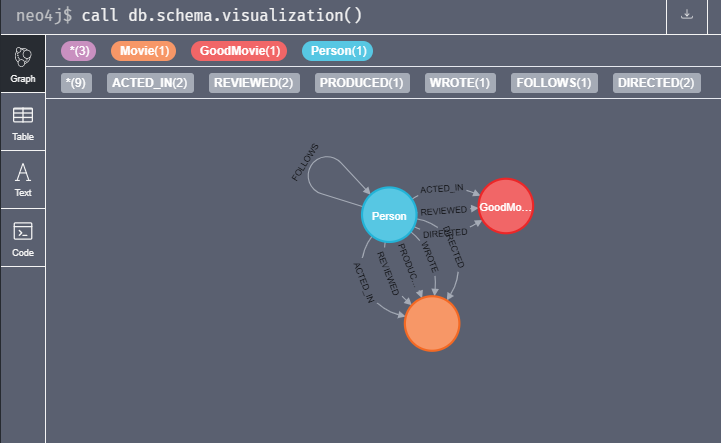 neo4j$ call db.schema.visualization()
*(3) Movie(1) GoodMovie(1) Person(1)
Graph
*(9) ACTED_IN(2) REVIEWED(2) PRODUCED(1) WROTE(1) FOLLOWS(1) DIRECTED(2)
Table
Text
Code
FOLLOWS
Person
ACTED_IN
REVIEWED
DIRECTED
GoodMo...
ACTED_IN
REVIEWED
PRODUC...
WROTE
DIRECTED